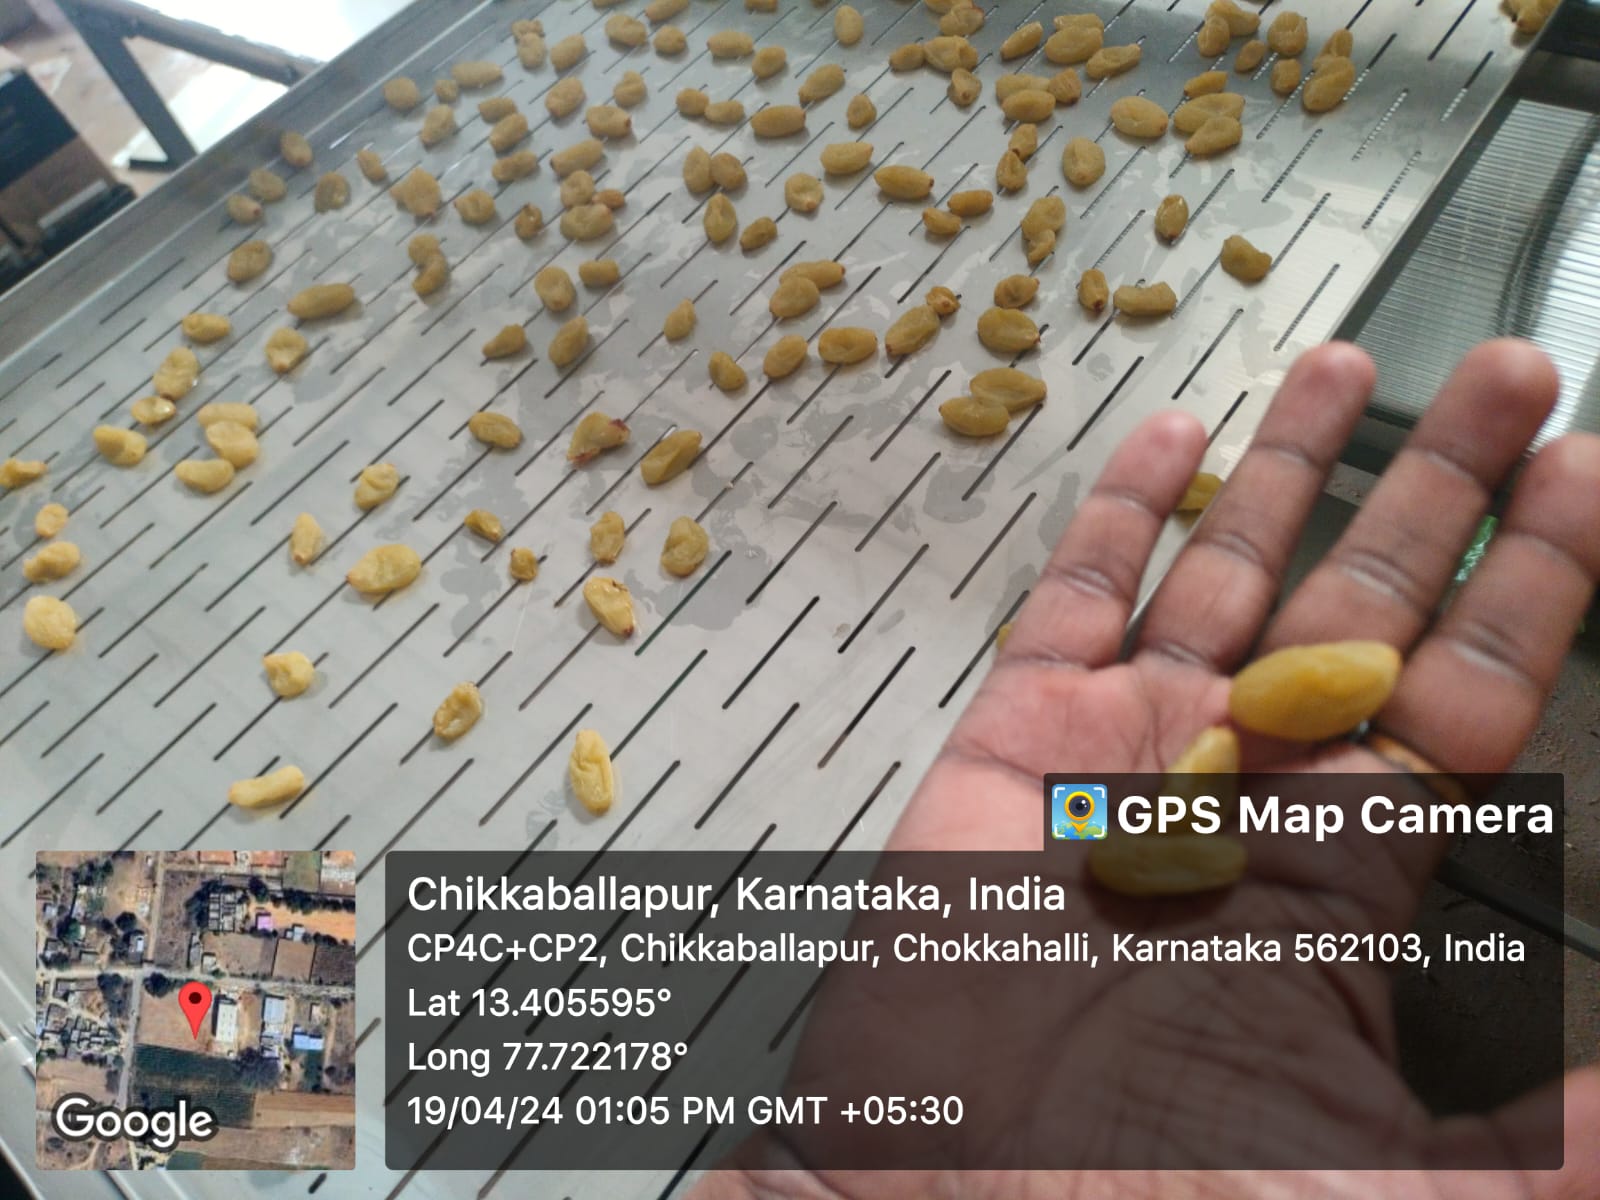 GPS Map Camera
Chikkaballapur, Karnataka, India
CP4C+CP2, Chikkaballapur, Chokkahalli, Karnataka 562103, India
Lat 13.405595°
Long 77.722178°
19/04/24 01:05 PM GMT +05:30
Google